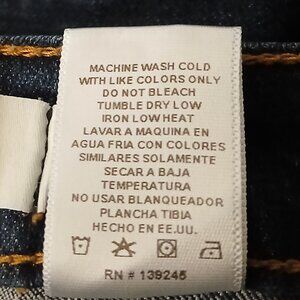 MACHINE WASH COLD
WITH LIKE COLORS ONLY
DO NOT BLEACH
TUMBLE DRY LOW
IRON LOW HEAT
LAVAR A MAQUINA EN
AGUA FRIA CON COLORES
SIMILARES SOLAMENTE
SECAR A BAJA
TEMPERATURA
NO USAR BLANQUEADOR
PLANCHA TIBIA
HECHO EN EE.UU.
RN # 139245